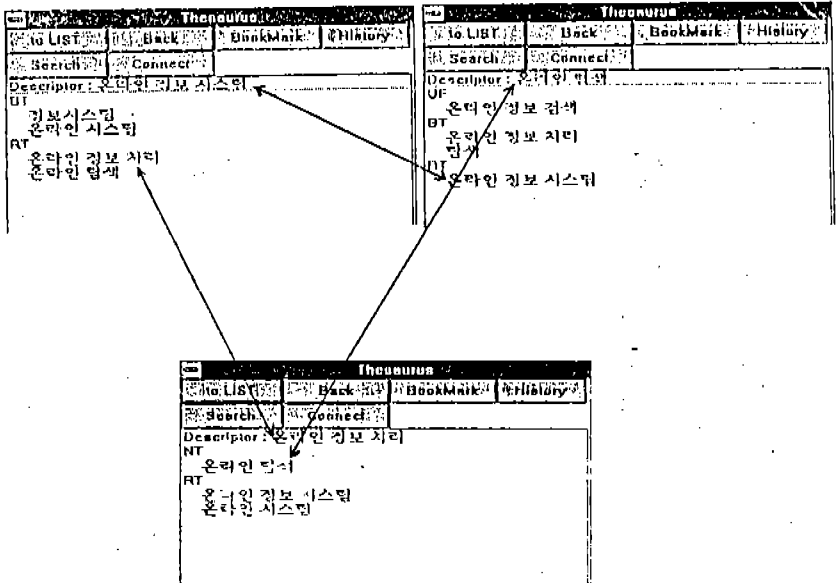 Thesaurus
to LIST Back BookMark History
Search Connect
Descriptor : 온라인 정보 시스템
BT
정보시스템
온라인 시스템
RT
온라인 정보 처리
온라인 탐색
Thesaurus
to LIST Back BookMark History
Search Connect
Descriptor : 온라인 탐색
UF
온라인 정보 검색
BT
온라인 정보 처리
탐색
RT
온라인 정보 시스템
Thesaurus
to LIST Back BookMark History
Search Connect
Descriptor : 온라인 정보 처리
NT
온라인 탐색
RT
온라인 정보 시스템
온라인 시스템